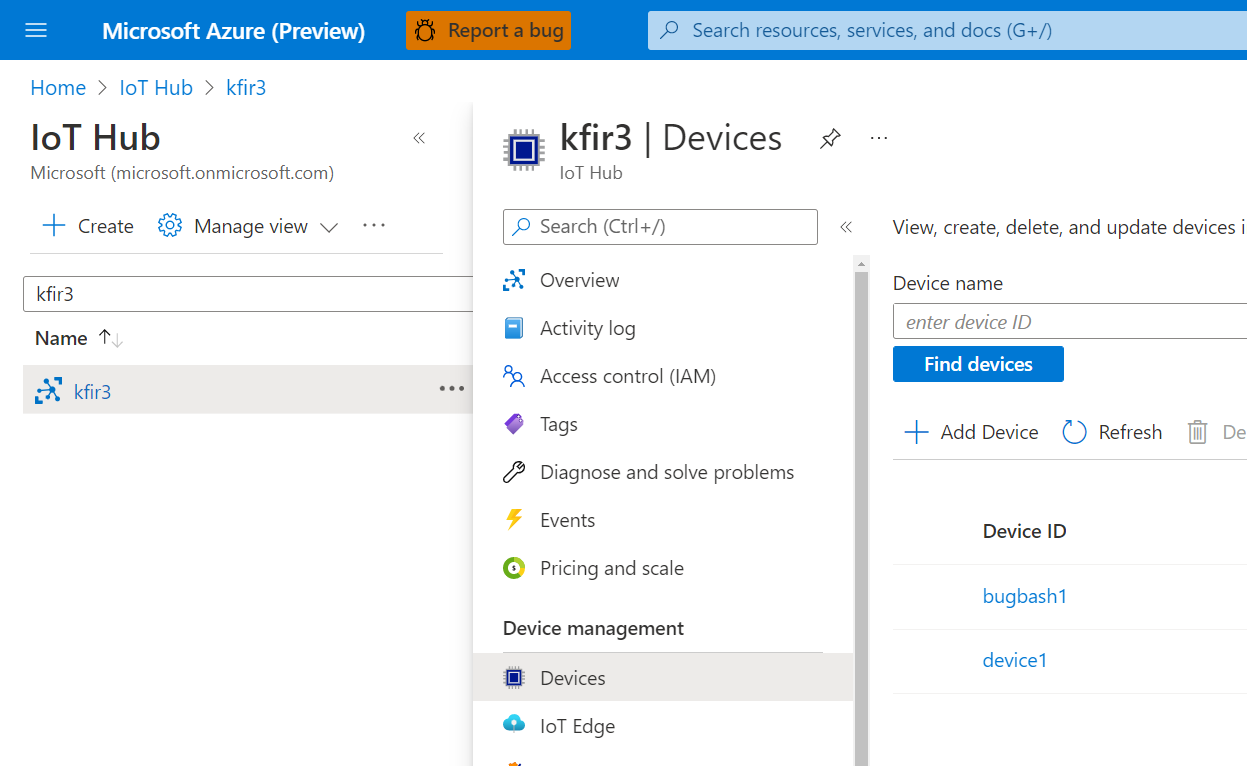 Microsoft Azure (Preview)
Report a bug
Search resources, services, and docs (G+/)
Home > IoT Hub > kfir3
IoT Hub
Microsoft (microsoft.onmicrosoft.com)
Create
Manage view
kfir3
Name
kfir3
kfir3 | Devices
IoT Hub
Search (Ctrl+/)
Overview
Activity log
Access control (IAM)
Tags
Diagnose and solve problems
Events
Pricing and scale
Device management
Devices
IoT Edge
View, create, delete, and update devices i
Device name
enter device ID
Find devices
Add Device
Refresh
De
Device ID
bugbash1
device1